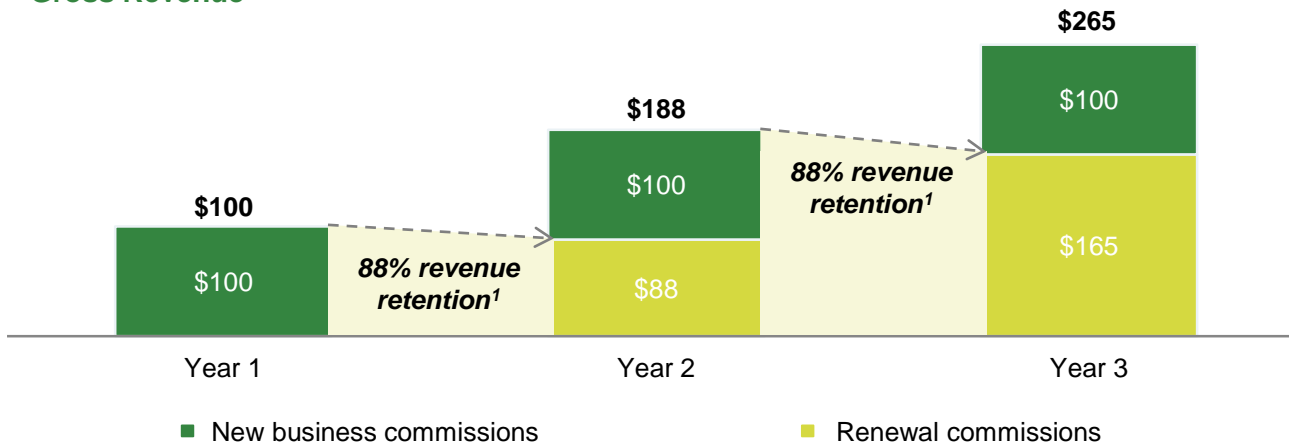 $265
$100
$188
88% revenue
retention1
$100
$100
$165
88% revenue
retention1
$100
$88
Year 1
Year 2
Year 3
New business commissions
Renewal commissions